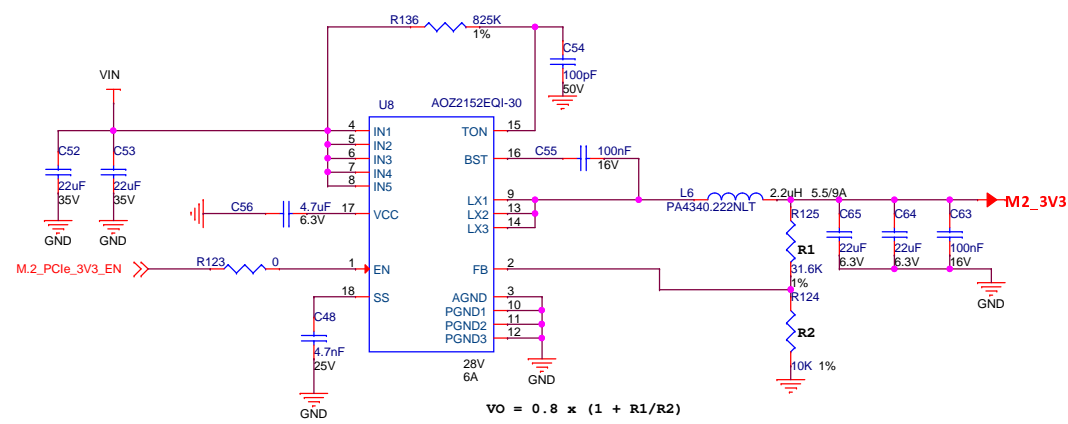 R136 825K
1%
C54
100pF
50V
VIN
U8 AOZ2152EQI-30
4 IN1 TON 15
5 IN2
6 IN3 BST 16
7 IN4
8 IN5
C55 100nF
16V
C52
22uF
35V
GND
C53
22uF
35V
GND
C56 4.7uF
6.3V
17 VCC
LX1 9
LX2 13
LX3 14
L6 2.2uH 5.5/9A
PA4340.222NLT
M2_3V3
R125
R1
31.6K
1%
C65
22uF
6.3V
C64
22uF
6.3V
C63
100nF
16V
GND
M.2_PCIe_3V3_EN
R123 0
1 EN
FB 2
18 SS
AGND 3
PGND1 10
PGND2 11
PGND3 12
R124
R2
10K 1%
C48
4.7nF
25V
GND
28V
6A
GND
VO = 0.8 x (1 + R1/R2)